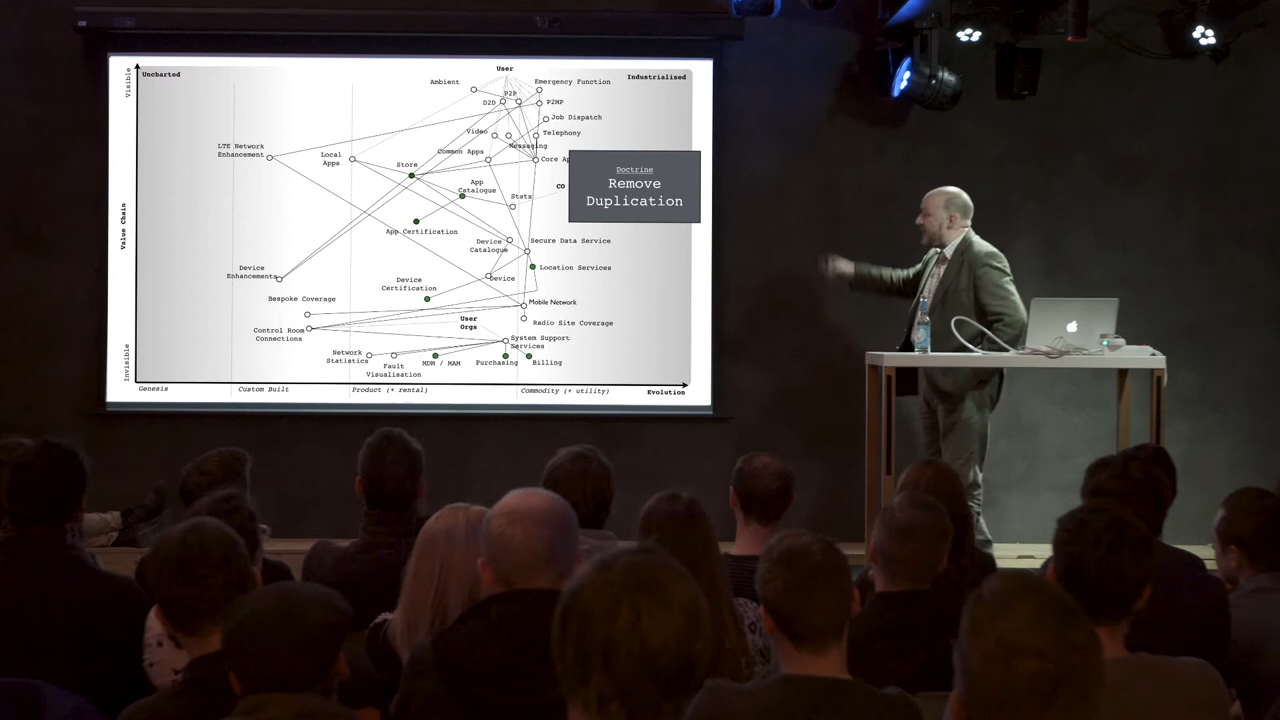 User
Uncharted
Industrialised
Visible
Ambient
Emergency Function
P2P
D2D
P2MP
Job Dispatch
Video
Telephony
Messaging
LTE Network
Enhancement
Local
Apps
Common Apps
Core Ap
Store
Doctrine
Remove
Duplication
App
Catalogue
CO
Stats
Value Chain
App Certification
Device
Catalogue
Secure Data Service
Device
Enhancements
Location Services
Device
Device
Certification
Bespoke Coverage
Mobile Network
User
Orgs
Radio Site Coverage
Control Room
Connections
System Support
Services
Network
Statistics
Fault
Visualisation
MDM / MAM
Purchasing
Billing
Invisible
Genesis
Custom Built
Product (+ rental)
Commodity (+ utility)
Evolution